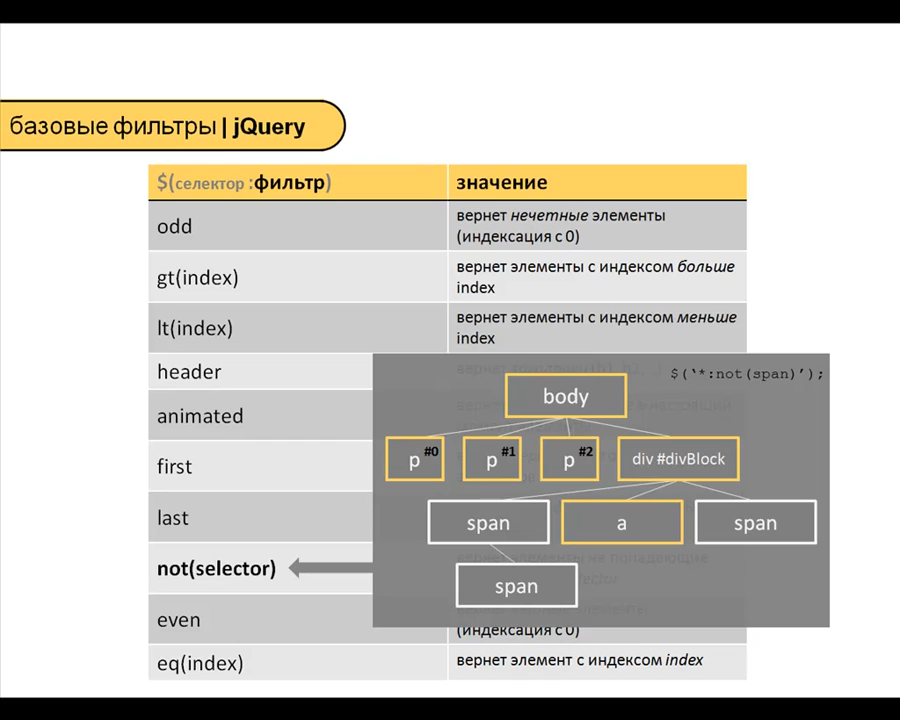 базовые фильтры | jQuery
$(селектор :фильтр)
значение
odd
вернет нечетные элементы
(индексация с 0)
gt(index)
вернет элементы с индексом больше
index
lt(index)
вернет элементы с индексом меньше
index
header
animated
first
last
not(selector)
even
(индексация с 0)
eq(index)
вернет элемент с индексом index
$(‘*:not(span)’);
body
p #0
p #1
p #2
div #divBlock
span
a
span
span